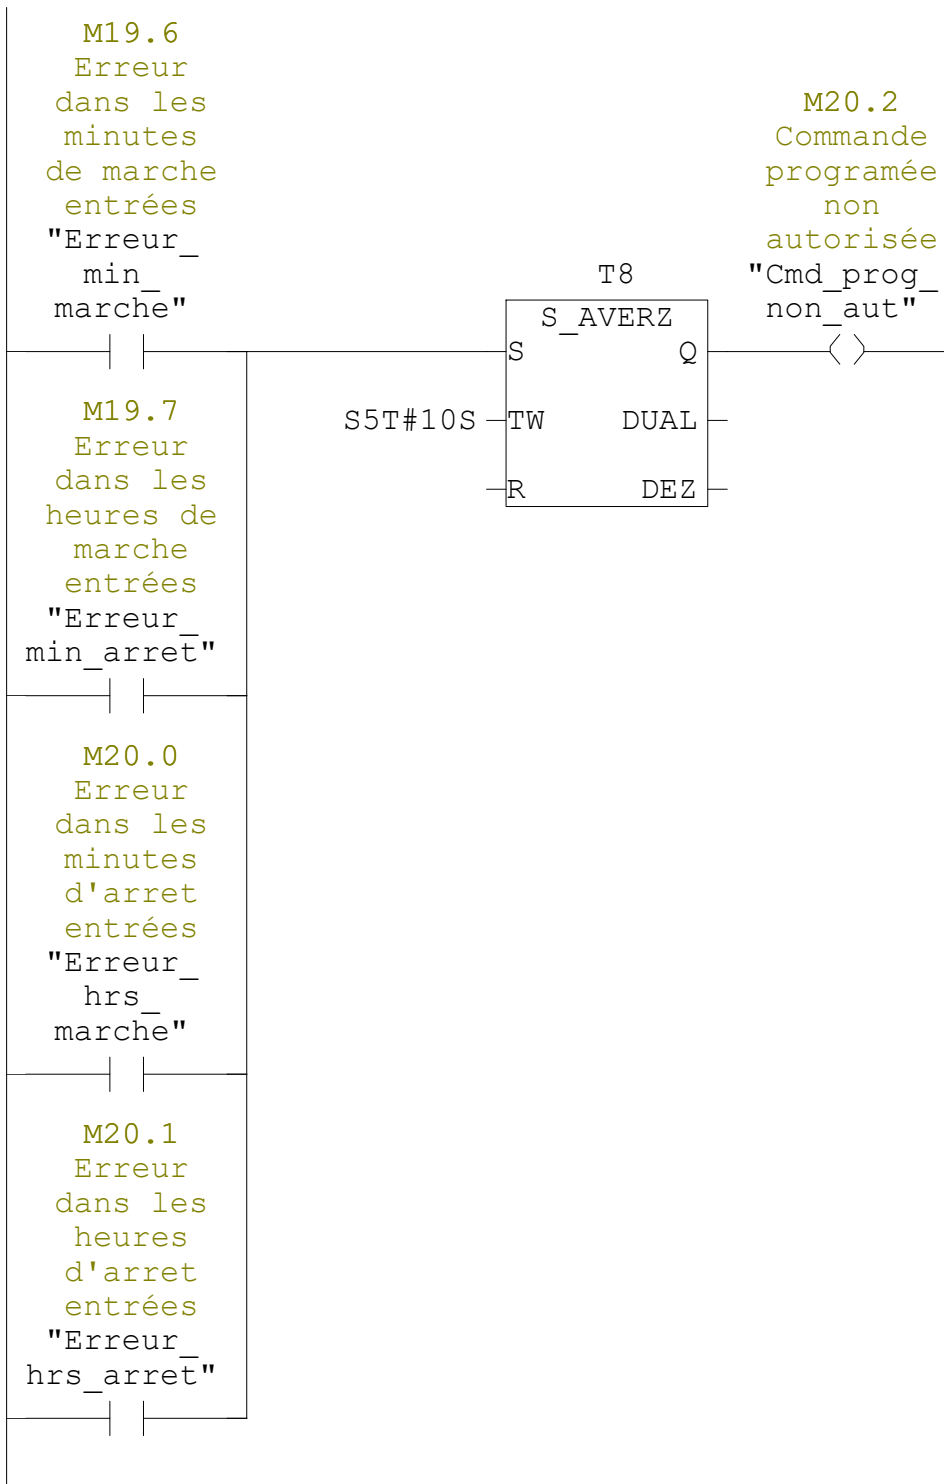 M19.6
Erreur
dans les
minutes
de marche
entrées
"Erreur_
min_
marche"
M20.2
Commande
programée
non
autorisée
"Cmd_prog_
non_aut"
T8
S_AVERZ
S
Q
S5T#10S
TW
DUAL
R
DEZ
M19.7
Erreur
dans les
heures de
marche
entrées
"Erreur_
min_arret"
M20.0
Erreur
dans les
minutes
d'arret
entrées
"Erreur_
hrs_
marche"
M20.1
Erreur
dans les
heures
d'arret
entrées
"Erreur_
hrs_arret"